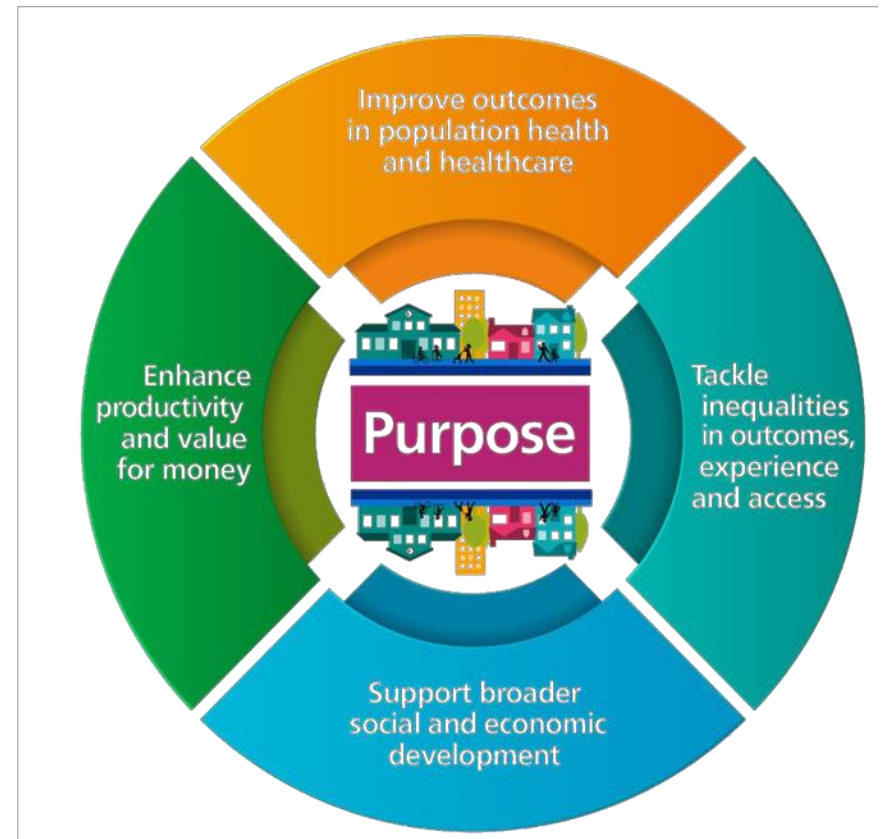 Improve outcomes
in population health
and healthcare
Tackle
inequalities
in outcomes,
experience
and access
Support broader
social and economic
development
Enhance
productivity
and value
for money
Purpose